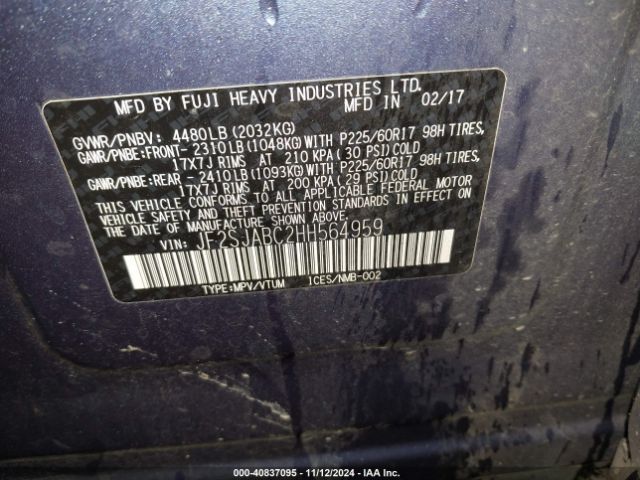 MFD BY FUJI HEAVY INDUSTRIES LTD.
MFD IN 02/17
GVWR/PNBV: 4480LB(2032KG)
GAWR/PNBE:FRONT- 2310LB(1048KG)WITH P225/60R17 98H TIRES,
17X7J RIMS AT 210 KPA( 30 PSI)COLD
GAWR/PNBE:REAR - 2410LB(1093KG)WITH P225/60R17 98H TIRES,
17X7J RIMS AT 200 KPA( 29 PSI)COLD
THIS VEHICLE CONFORMS TO ALL APPLICABLE FEDERAL MOTOR
VEHICLE SAFETY AND THEFT PREVENTION STANDARDS IN EFFECT ON
THE DATE OF MANUFACTURE SHOWN ABOVE.
VIN: JF2SJABC2HH564959
TYPE:MPV/VTUM ICES/NMB-002
000-40837095 - 11/12/2024 - IAA Inc.